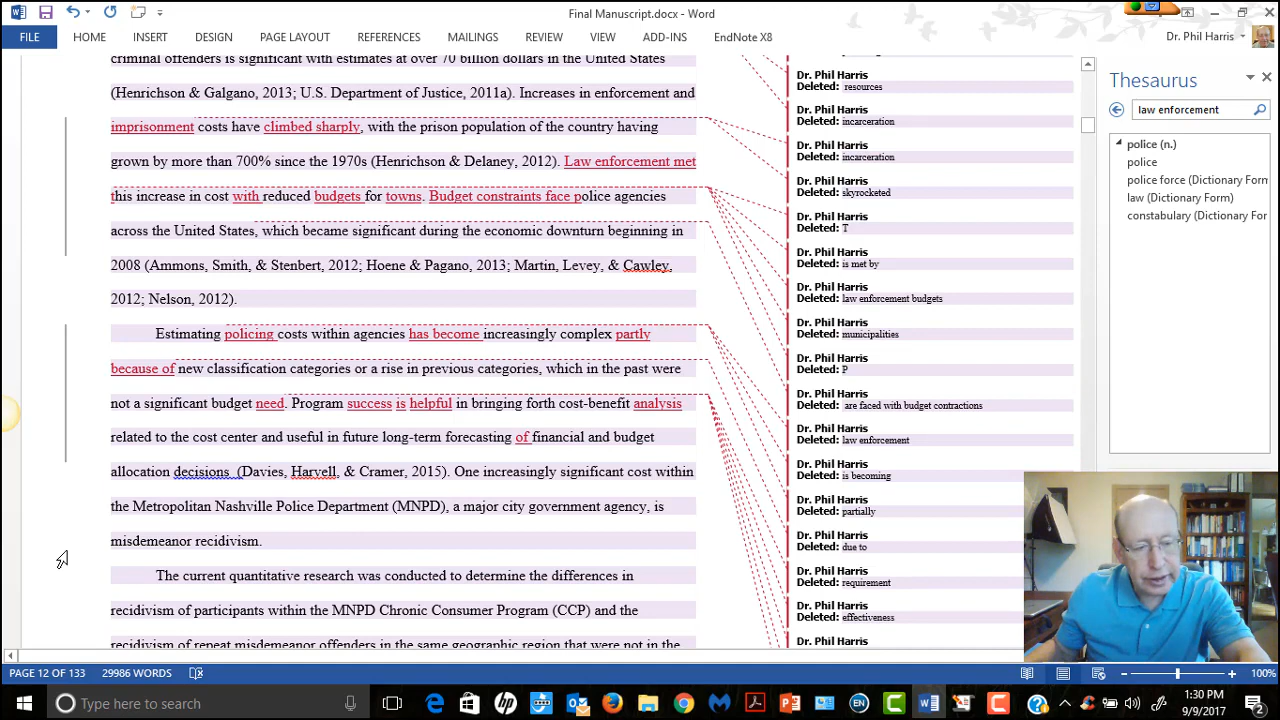 Final Manuscript.docx - Word
FILE
HOME
INSERT
DESIGN
PAGE LAYOUT
REFERENCES
MAILINGS
REVIEW
VIEW
ADD-INS
EndNote X8
Dr. Phil Harris
criminal offenders is significant with estimates at over 70 billion dollars in the United States
(Henrichson & Galgano, 2013; U.S. Department of Justice, 2011a). Increases in enforcement and
imprisonment costs have climbed sharply, with the prison population of the country having
grown by more than 700% since the 1970s (Henrichson & Delaney, 2012). Law enforcement met
this increase in cost with reduced budgets for towns. Budget constraints face police agencies
across the United States, which became significant during the economic downturn beginning in
2008 (Ammons, Smith, & Stenbert, 2012; Hoene & Pagano, 2013; Martin, Levey, & Cawley,
2012; Nelson, 2012).
Estimating policing costs within agencies has become increasingly complex partly
because of new classification categories or a rise in previous categories, which in the past were
not a significant budget need. Program success is helpful in bringing forth cost-benefit analysis
related to the cost center and useful in future long-term forecasting of financial and budget
allocation decisions (Davies, Harvell, & Cramer, 2015). One increasingly significant cost within
the Metropolitan Nashville Police Department (MNPD), a major city government agency, is
misdemeanor recidivism.
The current quantitative research was conducted to determine the differences in
recidivism of participants within the MNPD Chronic Consumer Program (CCP) and the
recidivism of repeat misdemeanor offenders in the same geographic region that were not in the
Dr. Phil Harris
Deleted: resources
Dr. Phil Harris
Deleted: incarceration
Dr. Phil Harris
Deleted: incarceration
Dr. Phil Harris
Deleted: skyrocketed
Dr. Phil Harris
Deleted: T
Dr. Phil Harris
Deleted: is met by
Dr. Phil Harris
Deleted: law enforcement budgets
Dr. Phil Harris
Deleted: municipalities
Dr. Phil Harris
Deleted: P
Dr. Phil Harris
Deleted: are faced with budget contractions
Dr. Phil Harris
Deleted: law enforcement
Dr. Phil Harris
Deleted: is becoming
Dr. Phil Harris
Deleted: partially
Dr. Phil Harris
Deleted: due to
Dr. Phil Harris
Deleted: requirement
Dr. Phil Harris
Deleted: effectiveness
Dr. Phil Harris
Thesaurus
law enforcement
police (n.)
police
police force (Dictionary Form
law (Dictionary Form)
constabulary (Dictionary For
PAGE 12 OF 133
29986 WORDS
100%
Type here to search
1:30 PM
9/9/2017